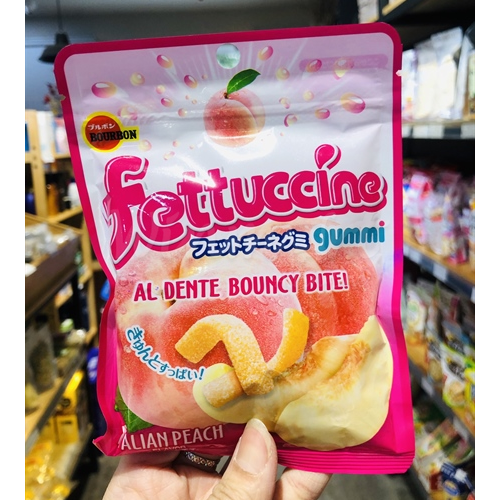 ブルボン
BOURBON
fettuccine
フェットチーネグミ
gummi
AL DENTE BOUNCY BITE!
きゅんとすっぱい!
ALIAN PEACH